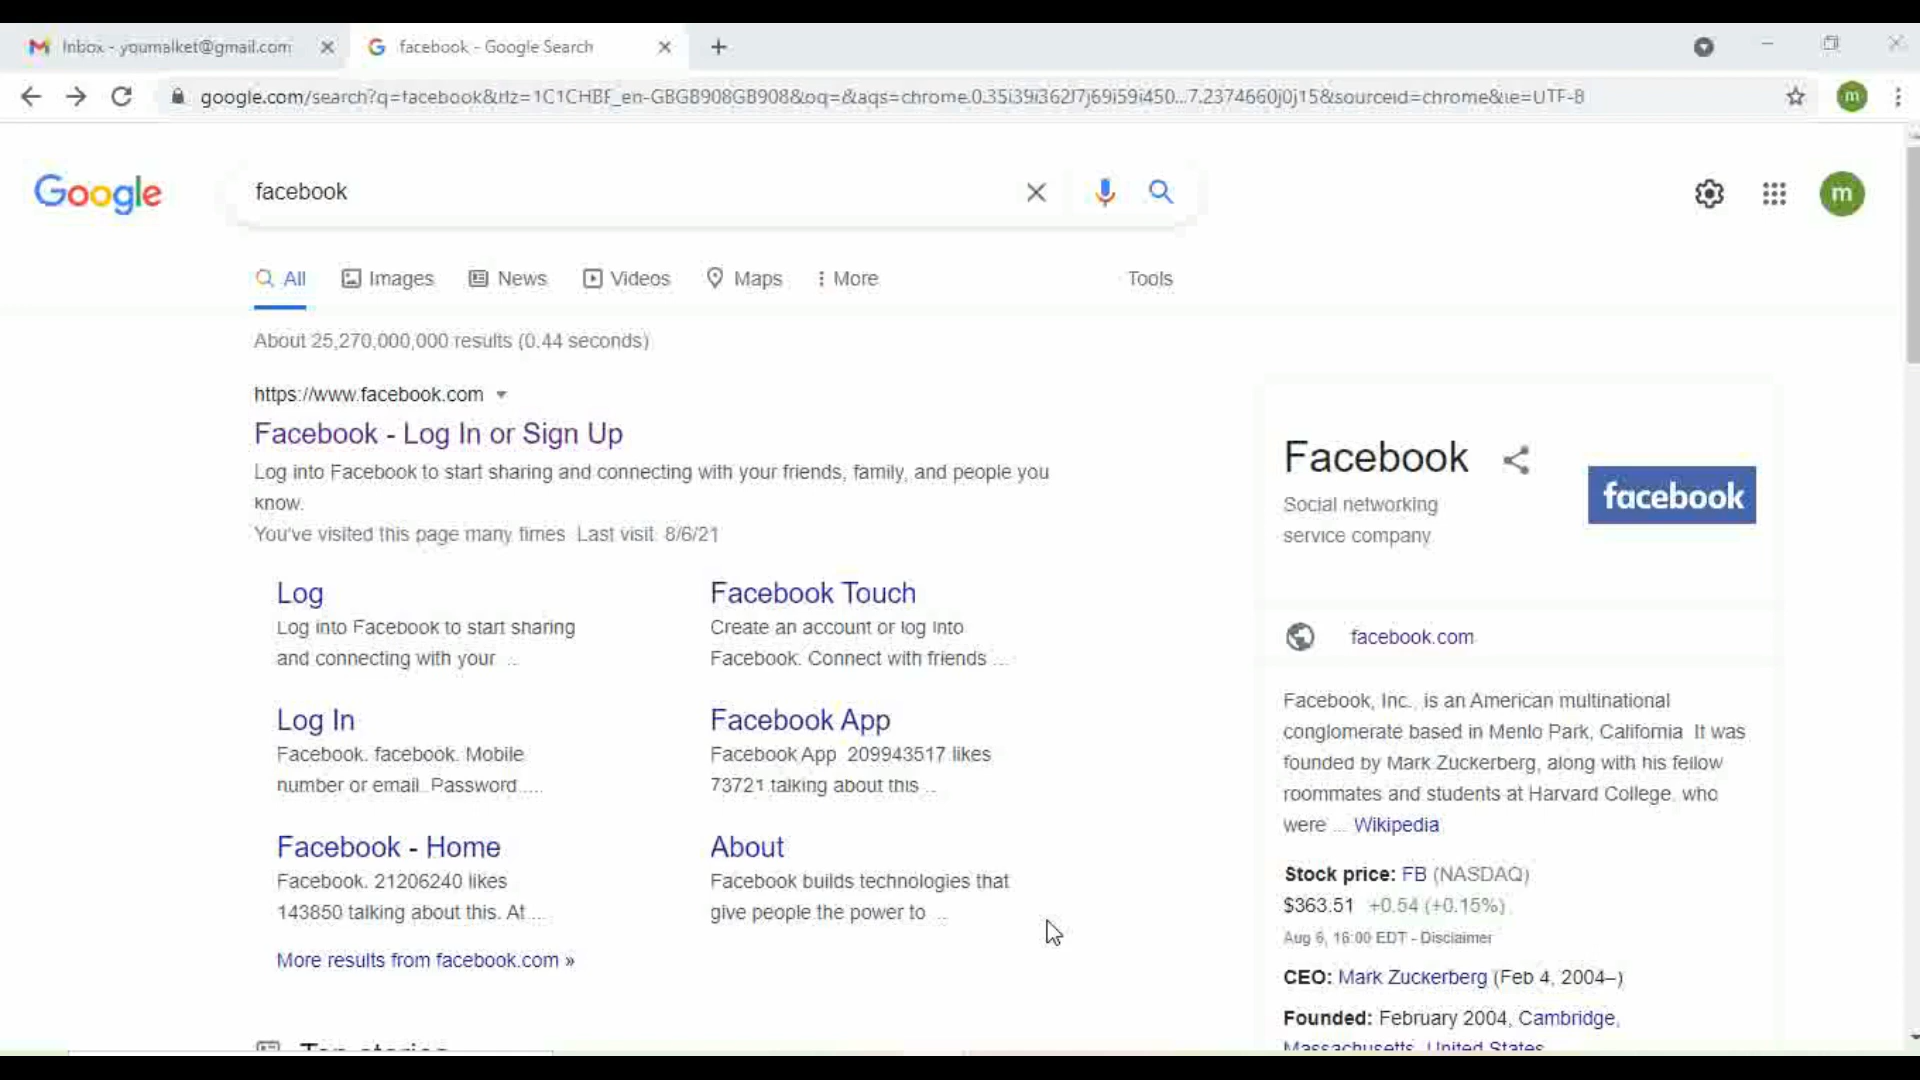 Inbox - youmalket@gmail.com
facebook - Google Search
google.com/search?q=facebook&rlz=1C1CHBF_en-GBGB908GB908&oq=&aqs=chrome.0.35i39i362l7j69i59i450...7.2374660j0j15&sourceid=chrome&ie=UTF-8
m
Google
facebook
m
All Images News Videos Maps More Tools
About 25,270,000,000 results (0.44 seconds)
https://www.facebook.com
Facebook - Log In or Sign Up
Log into Facebook to start sharing and connecting with your friends, family, and people you
know.
You've visited this page many times. Last visit: 8/6/21
Log
Log into Facebook to start sharing
and connecting with your ...
Facebook Touch
Create an account or log into
Facebook. Connect with friends ...
Log In
Facebook. facebook. Mobile
number or email. Password ...
Facebook App
Facebook App. 209943517 likes
73721 talking about this ...
Facebook - Home
Facebook. 21206240 likes
143850 talking about this. At ...
About
Facebook builds technologies that
give people the power to ...
More results from facebook.com »
Top stories
Facebook
Social networking
service company
facebook
facebook.com
Facebook, Inc., is an American multinational
conglomerate based in Menlo Park, California. It was
founded by Mark Zuckerberg, along with his fellow
roommates and students at Harvard College, who
were ... Wikipedia
Stock price: FB (NASDAQ)
$363.51 +0.54 (+0.15%)
Aug 6, 16:00 EDT - Disclaimer
CEO: Mark Zuckerberg (Feb 4, 2004–)
Founded: February 2004, Cambridge,
Massachusetts, United States